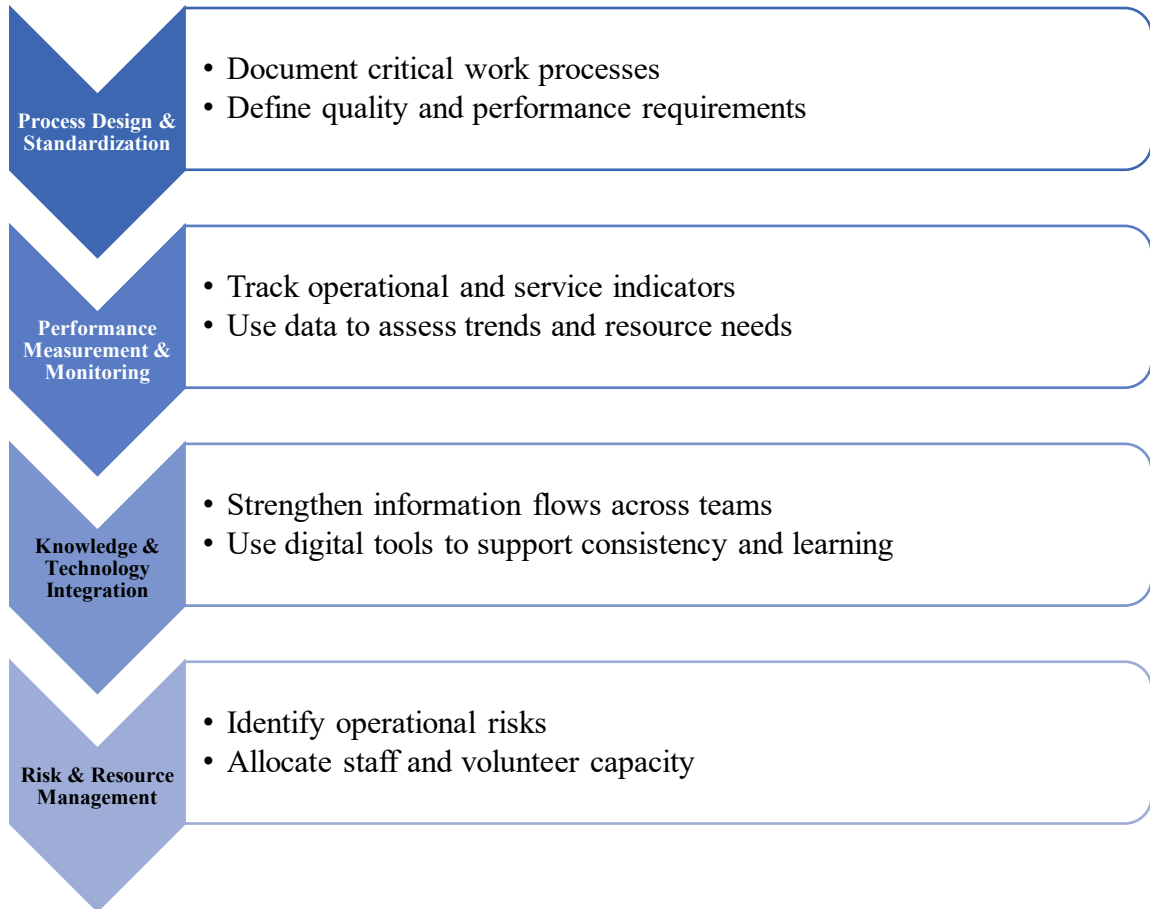 Process Design &
Standardization
• Document critical work processes
• Define quality and performance requirements
Performance
Measurement &
Monitoring
• Track operational and service indicators
• Use data to assess trends and resource needs
Knowledge &
Technology
Integration
• Strengthen information flows across teams
• Use digital tools to support consistency and learning
Risk & Resource
Management
• Identify operational risks
• Allocate staff and volunteer capacity